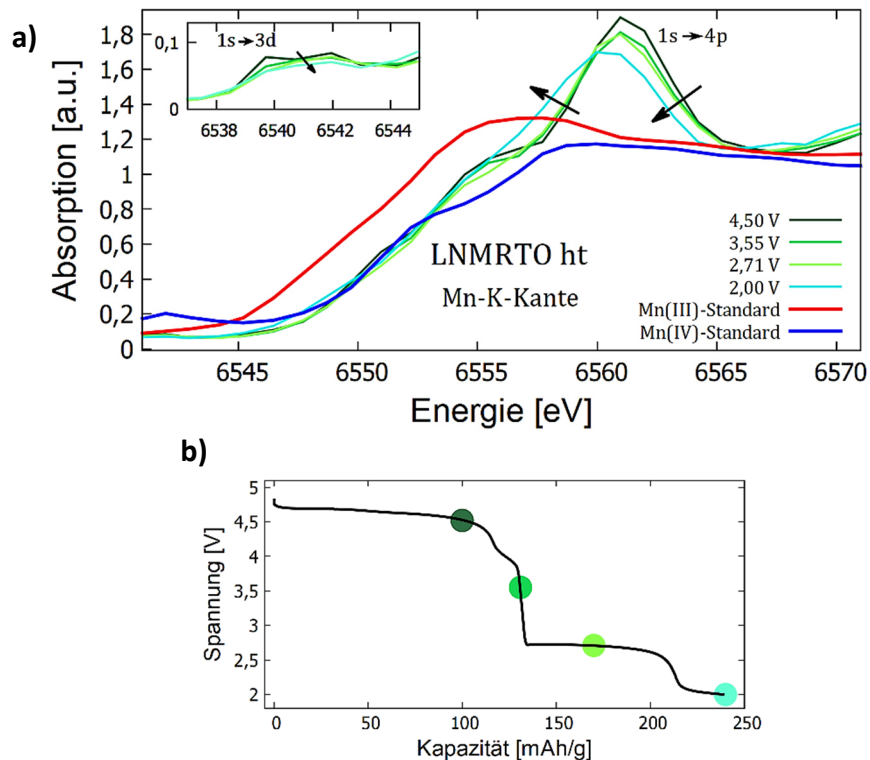 a)
Absorption [a.u.]
1,8
1,6
1,4
1,2
1
0,8
0,6
0,4
0,2
0
0,1
0
1s→3d
6538 6540 6542 6544
1s→4p
LNMRTO ht
Mn-K-Kante
4,50 V
3,55 V
2,71 V
2,00 V
Mn(III)-Standard
Mn(IV)-Standard
6545 6550 6555 6560 6565 6570
Energie [eV]
b)
Spannung [V]
5
4,5
4
3,5
3
2,5
2
0 50 100 150 200 250
Kapazität [mAh/g]